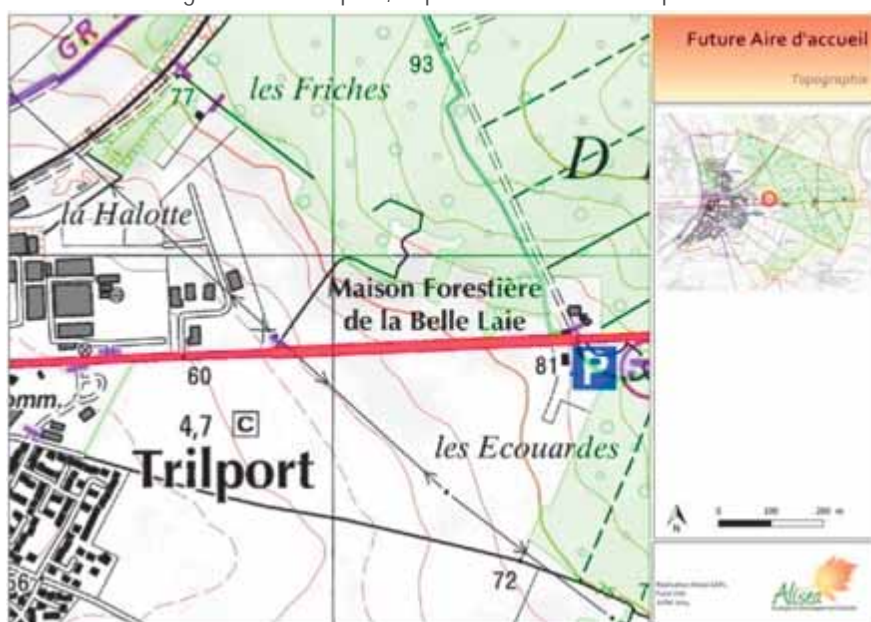 Future Aire d'accueil
Topographie
GR
93
77
les Friches
D
la Halotte
Maison Forestière
de la Belle Laie
60
81
P
omm.
4,7 C
les Ecouardes
Trilport
56
72
7
0 100 200 m
N
Alisea